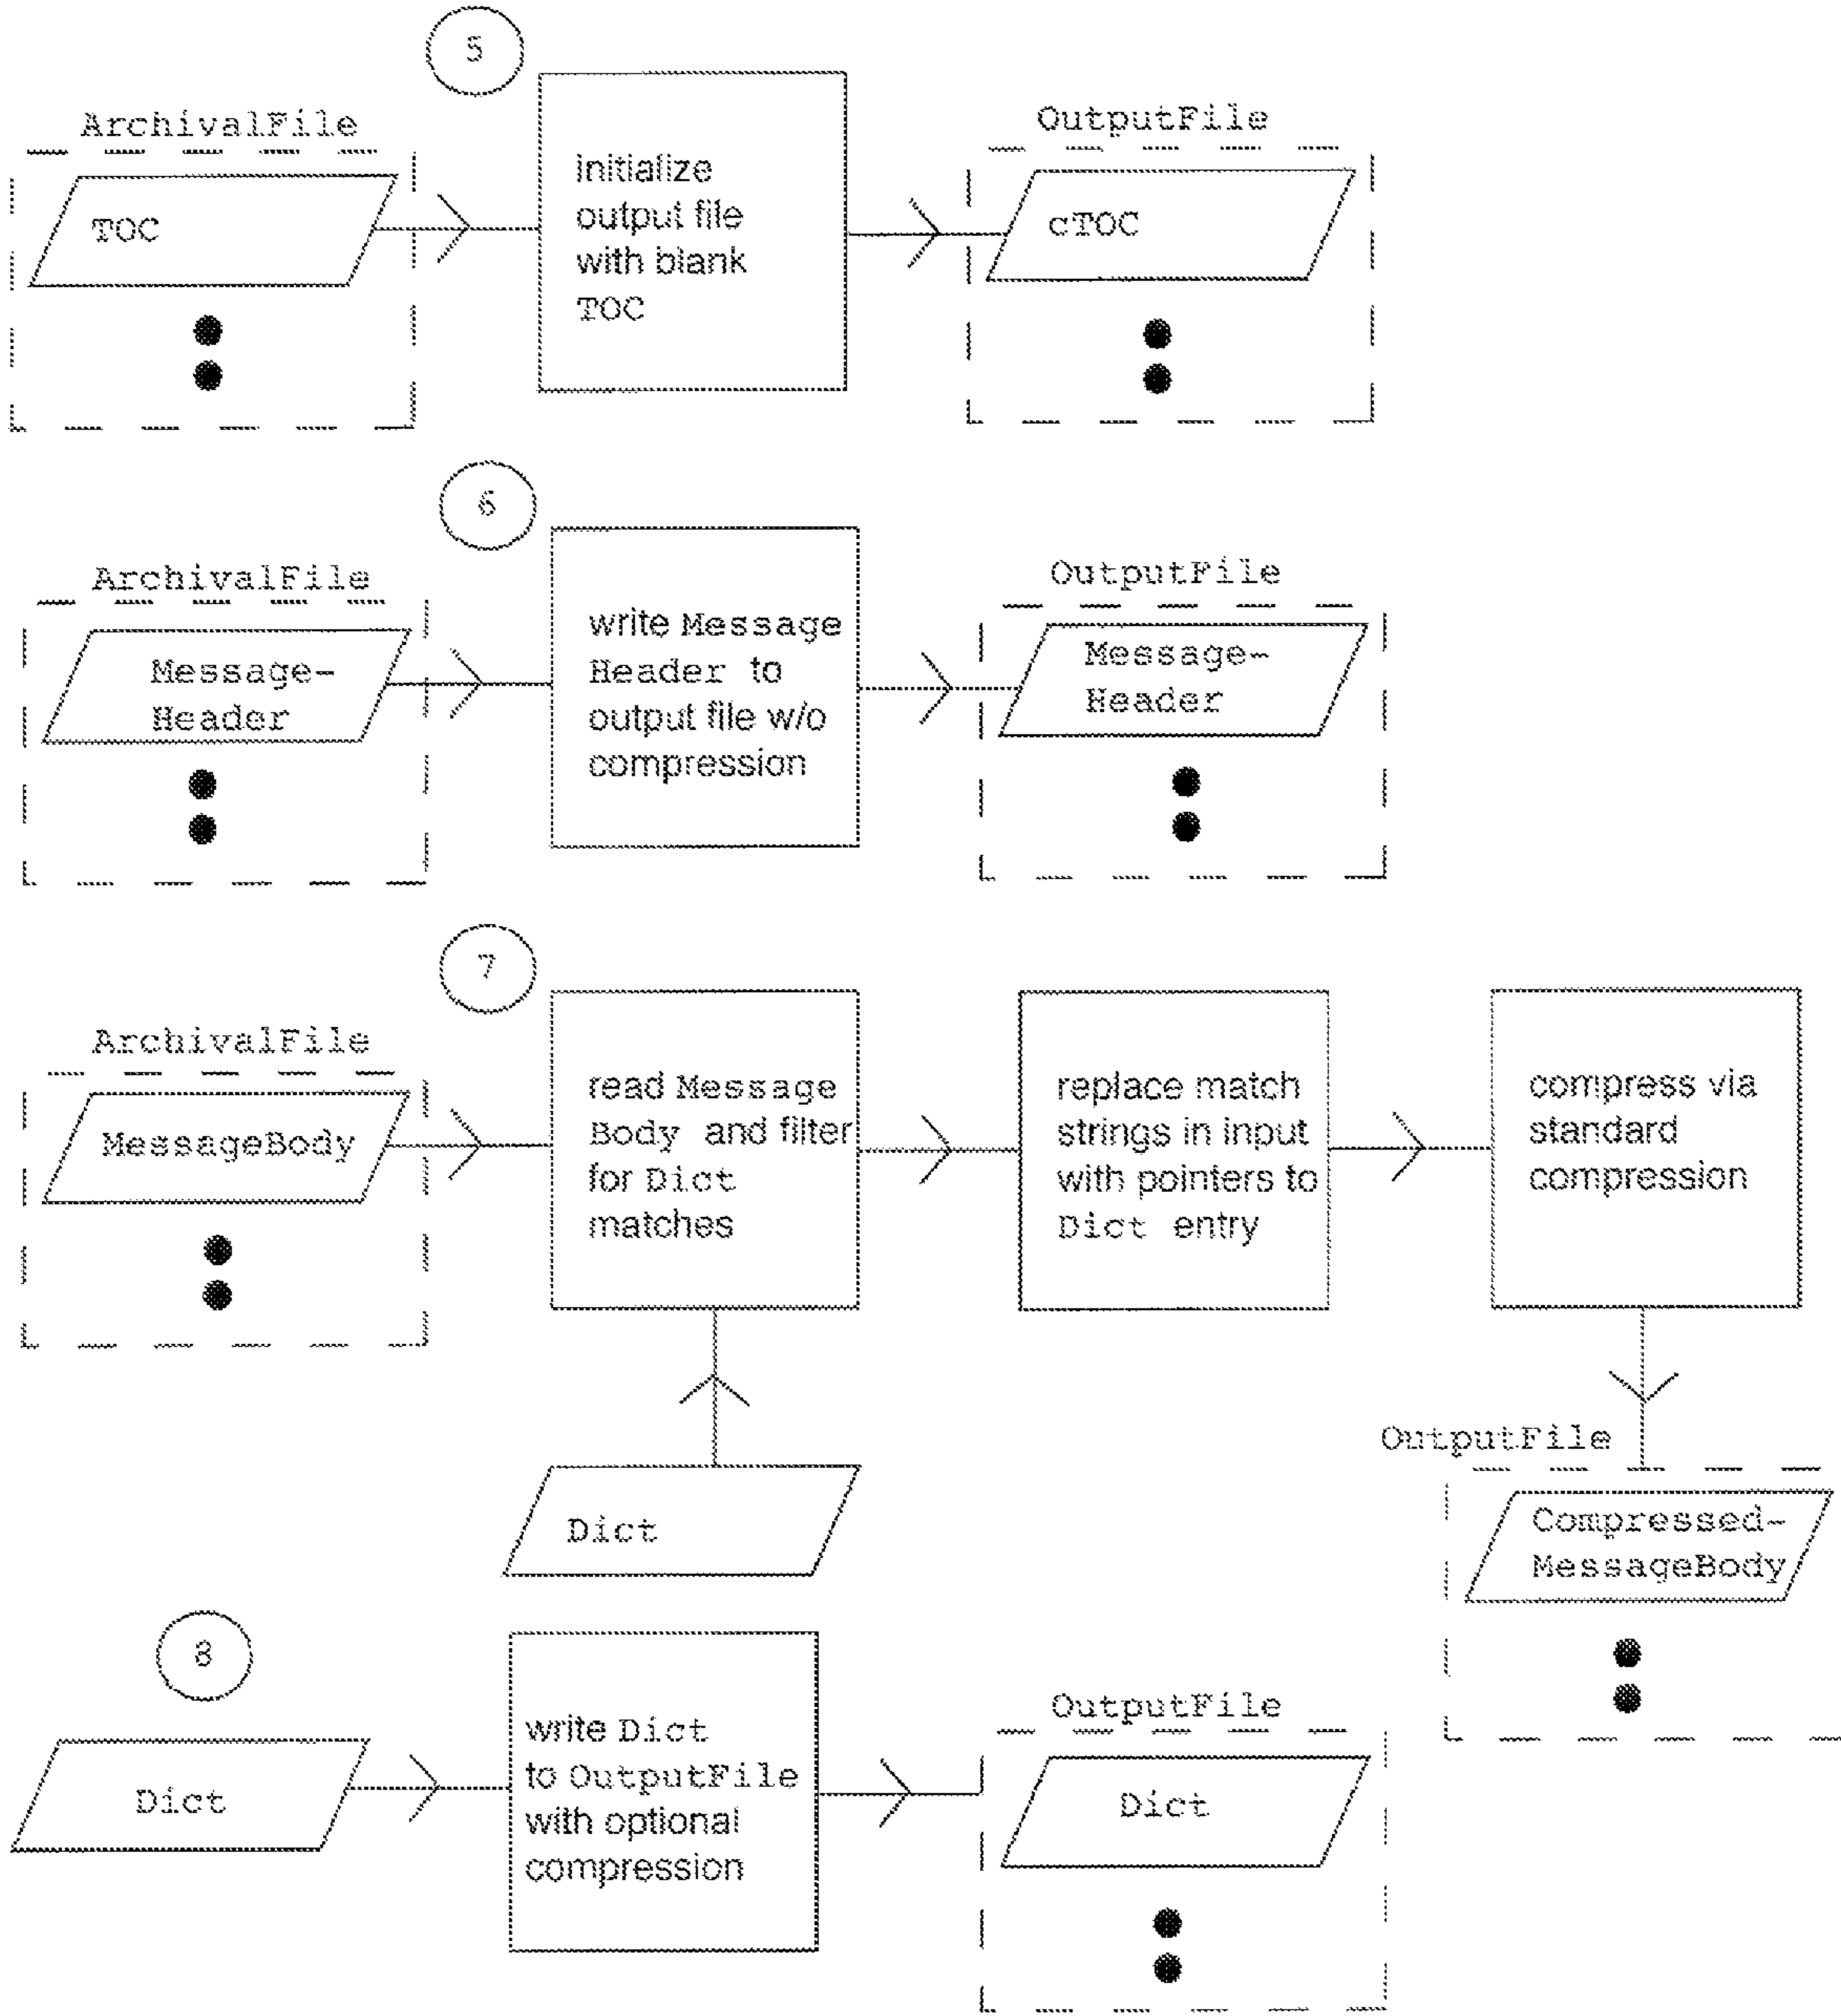 5
ArchivalFile
TOC
initialize
output file
with blank
TOC
OutputFile
cTOC
6
ArchivalFile
Message-
Header
write Message
Header to
output file w/o
compression
OutputFile
Message-
Header
7
ArchivalFile
MessageBody
read Message
Body and filter
for Dict
matches
replace match
strings in input
with pointers to
Dict entry
compress via
standard
compression
Dict
OutputFile
Compressed-
MessageBody
8
Dict
write Dict
to OutputFile
with optional
compression
OutputFile
Dict